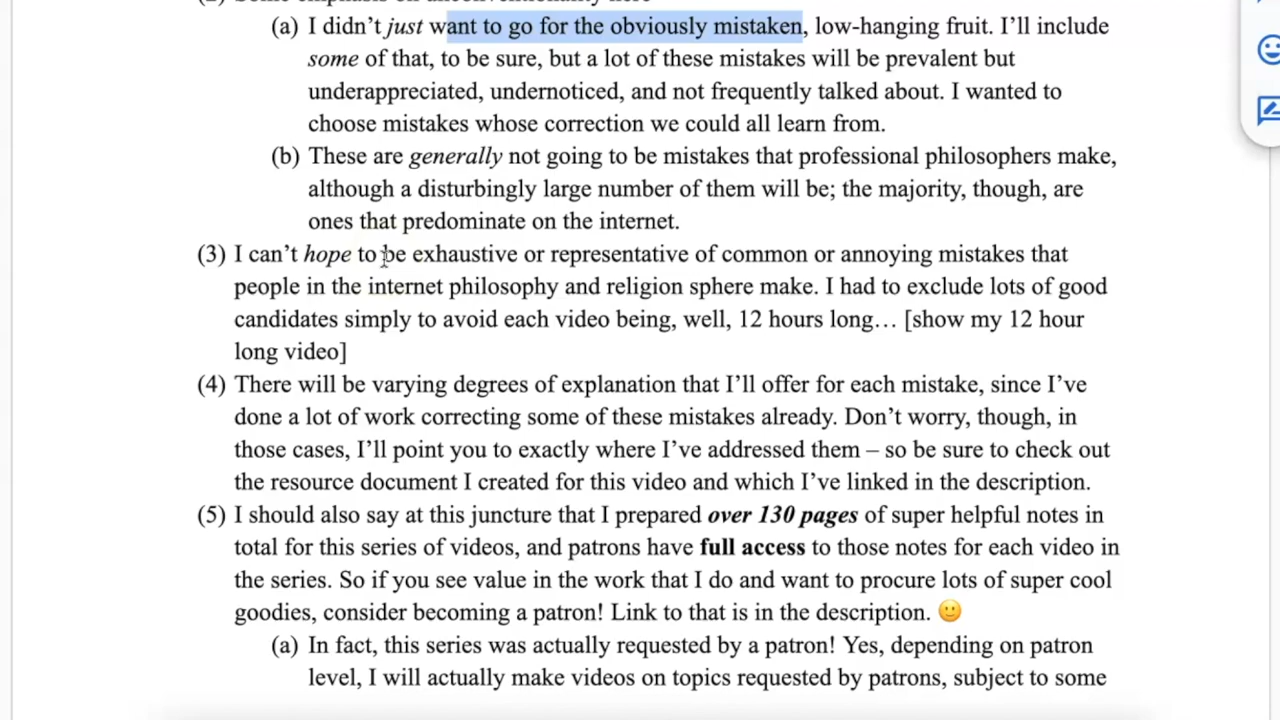 (a) I didn’t just want to go for the obviously mistaken, low-hanging fruit. I’ll include
some of that, to be sure, but a lot of these mistakes will be prevalent but
underappreciated, undernoticed, and not frequently talked about. I wanted to
choose mistakes whose correction we could all learn from.
(b) These are generally not going to be mistakes that professional philosophers make,
although a disturbingly large number of them will be; the majority, though, are
ones that predominate on the internet.
(3) I can’t hope to be exhaustive or representative of common or annoying mistakes that
people in the internet philosophy and religion sphere make. I had to exclude lots of good
candidates simply to avoid each video being, well, 12 hours long… [show my 12 hour
long video]
(4) There will be varying degrees of explanation that I’ll offer for each mistake, since I’ve
done a lot of work correcting some of these mistakes already. Don’t worry, though, in
those cases, I’ll point you to exactly where I’ve addressed them – so be sure to check out
the resource document I created for this video and which I’ve linked in the description.
(5) I should also say at this juncture that I prepared over 130 pages of super helpful notes in
total for this series of videos, and patrons have full access to those notes for each video in
the series. So if you see value in the work that I do and want to procure lots of super cool
goodies, consider becoming a patron! Link to that is in the description. 🙂
(a) In fact, this series was actually requested by a patron! Yes, depending on patron
level, I will actually make videos on topics requested by patrons, subject to some